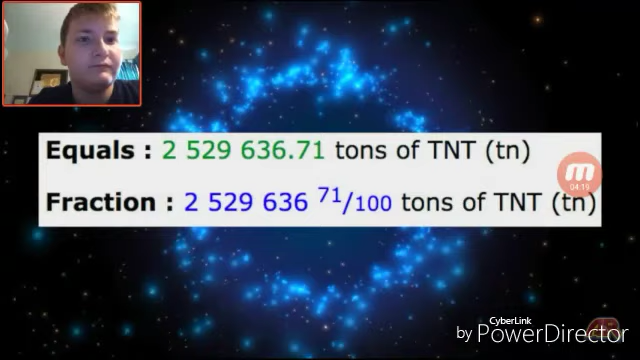 Equals : 2 529 636.71 tons of TNT (tn)
Fraction : 2 529 636 71/100 tons of TNT (tn)
04:19
CyberLink
by PowerDirector